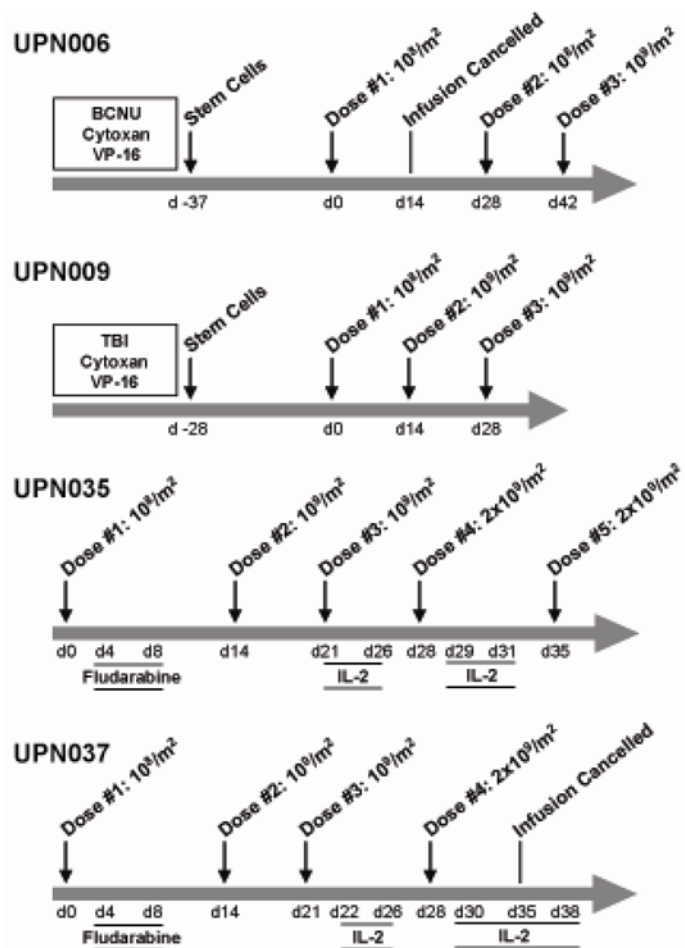 UPN006
BCNU
Cytoxan
VP-16
Stem Cells
Dose #1: 10⁸/m²
Infusion Cancelled
Dose #2: 10⁸/m²
Dose #3: 10⁹/m²
d -37
d0
d14
d28
d42
UPN009
TBI
Cytoxan
VP-16
Stem Cells
Dose #1: 10⁸/m²
Dose #2: 10⁹/m²
Dose #3: 10⁹/m²
d -28
d0
d14
d28
UPN035
Dose #1: 10⁸/m²
Dose #2: 10⁹/m²
Dose #3: 10⁹/m²
Dose #4: 2x10⁹/m²
Dose #5: 2x10⁹/m²
d0
d4
d8
d14
d21
d26
d28
d29
d31
d35
Fludarabine
IL-2
IL-2
UPN037
Dose #1: 10⁸/m²
Dose #2: 10⁹/m²
Dose #3: 10⁹/m²
Dose #4: 2x10⁹/m²
Infusion Cancelled
d0
d4
d8
d14
d21
d22
d26
d28
d30
d35
d38
Fludarabine
IL-2
IL-2